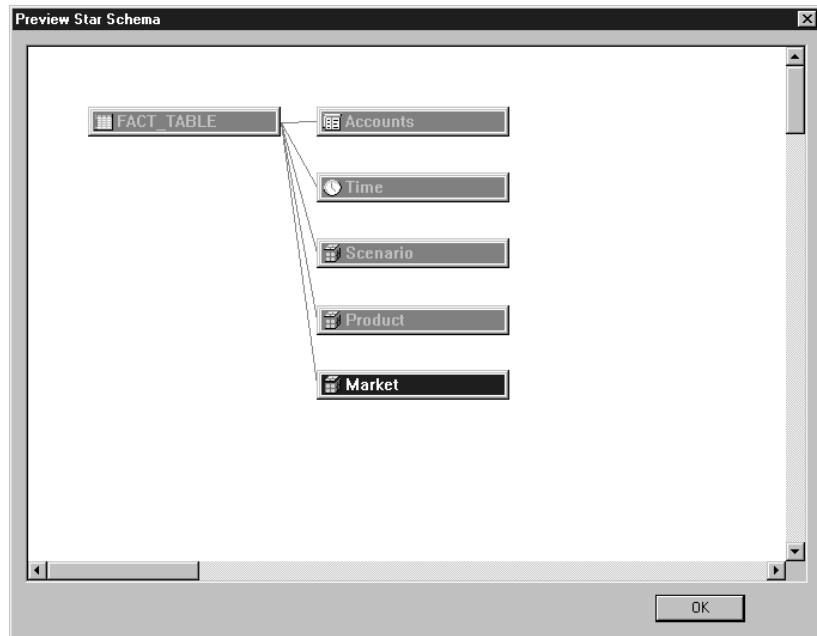 Preview Star Schema
FACT_TABLE
Accounts
Time
Scenario
Product
Market
OK